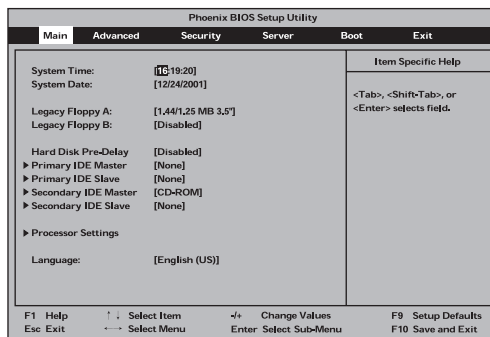 Phoenix BIOS Setup Utility
Main Advanced Security Server Boot Exit
Item Specific Help
System Time: [16:19:20]
System Date: [12/24/2001]
<Tab>, <Shift-Tab>, or
<Enter> selects field.
Legacy Floppy A: [1.44/1.25 MB 3.5"]
Legacy Floppy B: [Disabled]
Hard Disk Pre-Delay [Disabled]
▶ Primary IDE Master [None]
▶ Primary IDE Slave [None]
▶ Secondary IDE Master [CD-ROM]
▶ Secondary IDE Slave [None]
▶ Processor Settings
Language: [English (US)]
F1 Help ↑↓ Select Item -/+ Change Values F9 Setup Defaults
Esc Exit ←→ Select Menu Enter Select Sub-Menu F10 Save and Exit